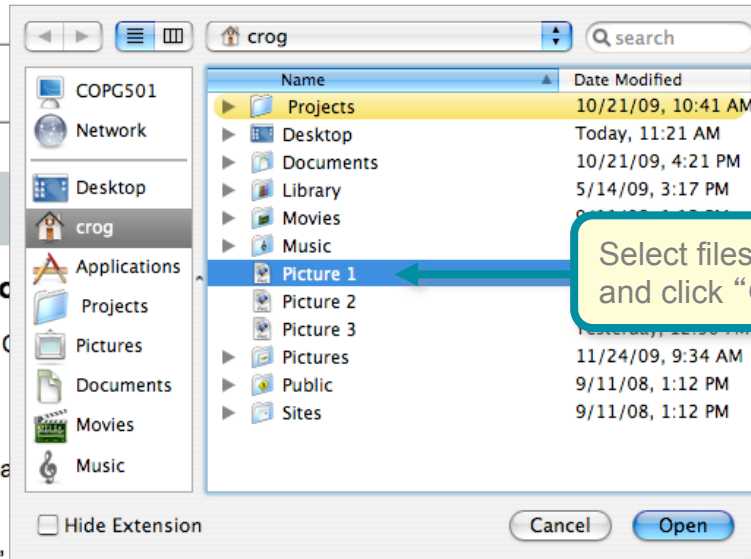 crog
search
COPG501
Network
Desktop
crog
Applications
Projects
Pictures
Documents
Movies
Music
Name Date Modified
Projects 10/21/09, 10:41 AM
Desktop Today, 11:21 AM
Documents 10/21/09, 4:21 PM
Library 5/14/09, 3:17 PM
Movies
Music
Picture 1
Picture 2
Picture 3
Pictures 11/24/09, 9:34 AM
Public 9/11/08, 1:12 PM
Sites 9/11/08, 1:12 PM
Select files
and click “
Hide Extension
Cancel Open